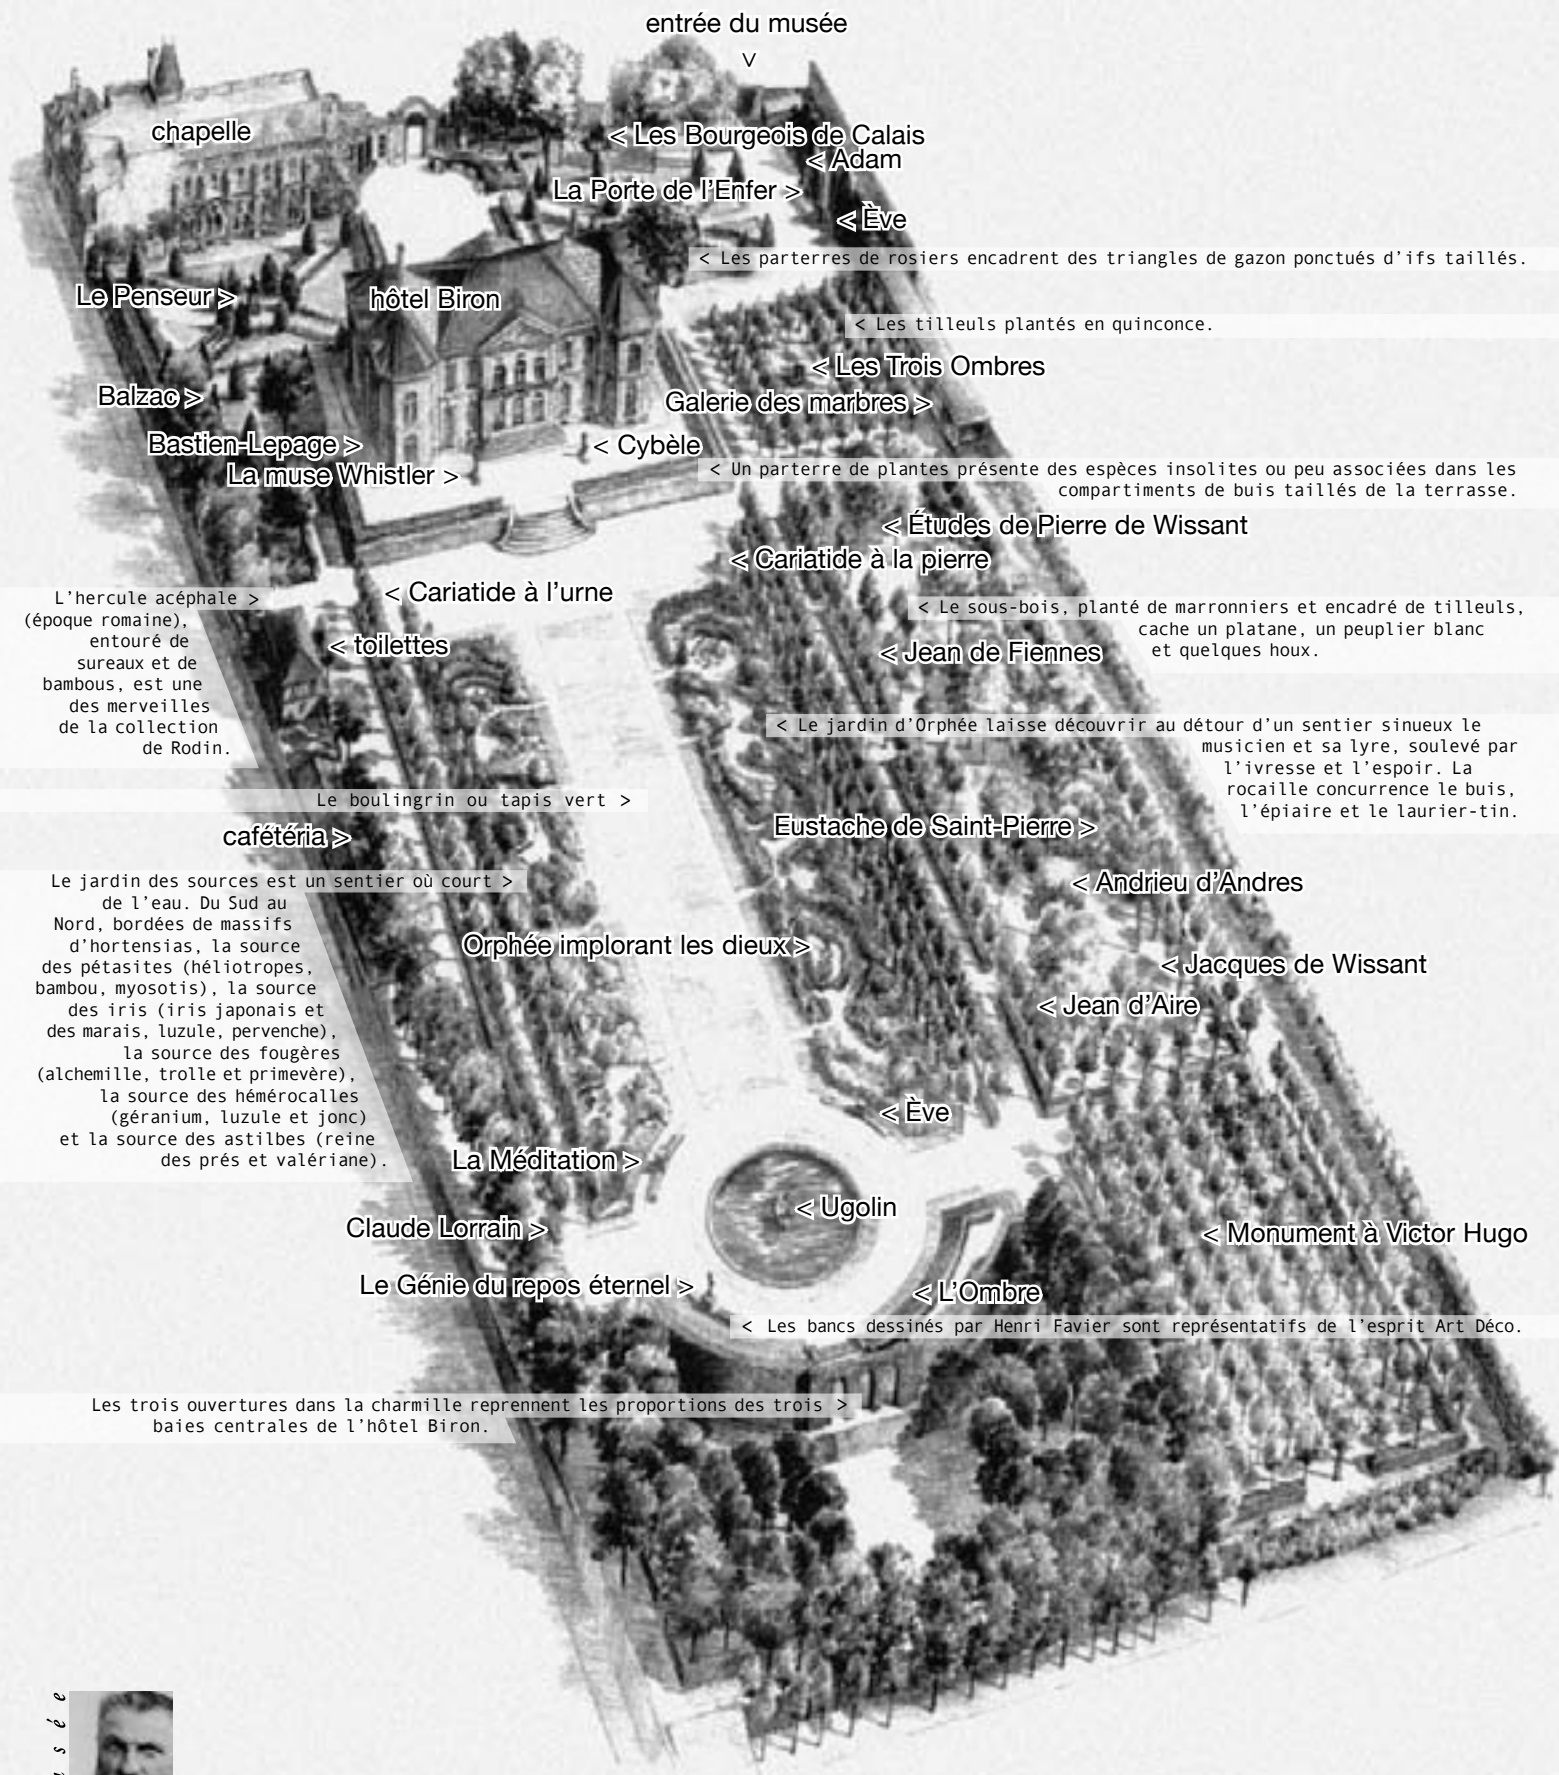 entrée du musée
v
chapelle
< Les Bourgeois de Calais
< Adam
La Porte de l'Enfer >
< Ève
< Les parterres de rosiers encadrent des triangles de gazon ponctués d'ifs taillés.
Le Penseur >
hôtel Biron
< Les tilleuls plantés en quinconce.
< Les Trois Ombres
Balzac >
Galerie des marbres >
Bastien-Lepage >
< Cybèle
La muse Whistler >
< Un parterre de plantes présente des espèces insolites ou peu associées dans les
compartiments de buis taillés de la terrasse.
< Études de Pierre de Wissant
< Cariatide à la pierre
< Cariatide à l'urne
L'hercule acéphale >
(époque romaine),
entouré de
sureaux et de
bambous, est une
des merveilles
de la collection
de Rodin.
< Le sous-bois, planté de marronniers et encadré de tilleuls,
cache un platane, un peuplier blanc
et quelques houx.
< toilettes
< Jean de Fiennes
< Le jardin d'Orphée laisse découvrir au détour d'un sentier sinueux le
musicien et sa lyre, soulevé par
l'ivresse et l'espoir. La
rocaille concurrence le buis,
l'épiaire et le laurier-tin.
Le boulingrin ou tapis vert >
cafétéria >
Eustache de Saint-Pierre >
Le jardin des sources est un sentier où court >
de l'eau. Du Sud au
Nord, bordées de massifs
d'hortensias, la source
des pétasites (héliotropes,
bambou, myosotis), la source
des iris (iris japonais et
des marais, luzule, pervenche),
la source des fougères
(alchemille, trolle et primevère),
la source des hémérocalles
(géranium, luzule et jonc)
et la source des astilbes (reine
des prés et valériane).
< Andrieu d'Andres
Orphée implorant les dieux >
< Jacques de Wissant
< Jean d'Aire
< Ève
La Méditation >
< Ugolin
Claude Lorrain >
< Monument à Victor Hugo
Le Génie du repos éternel >
< L'Ombre
< Les bancs dessinés par Henri Favier sont représentatifs de l'esprit Art Déco.
Les trois ouvertures dans la charmille reprennent les proportions des trois >
baies centrales de l'hôtel Biron.
sée